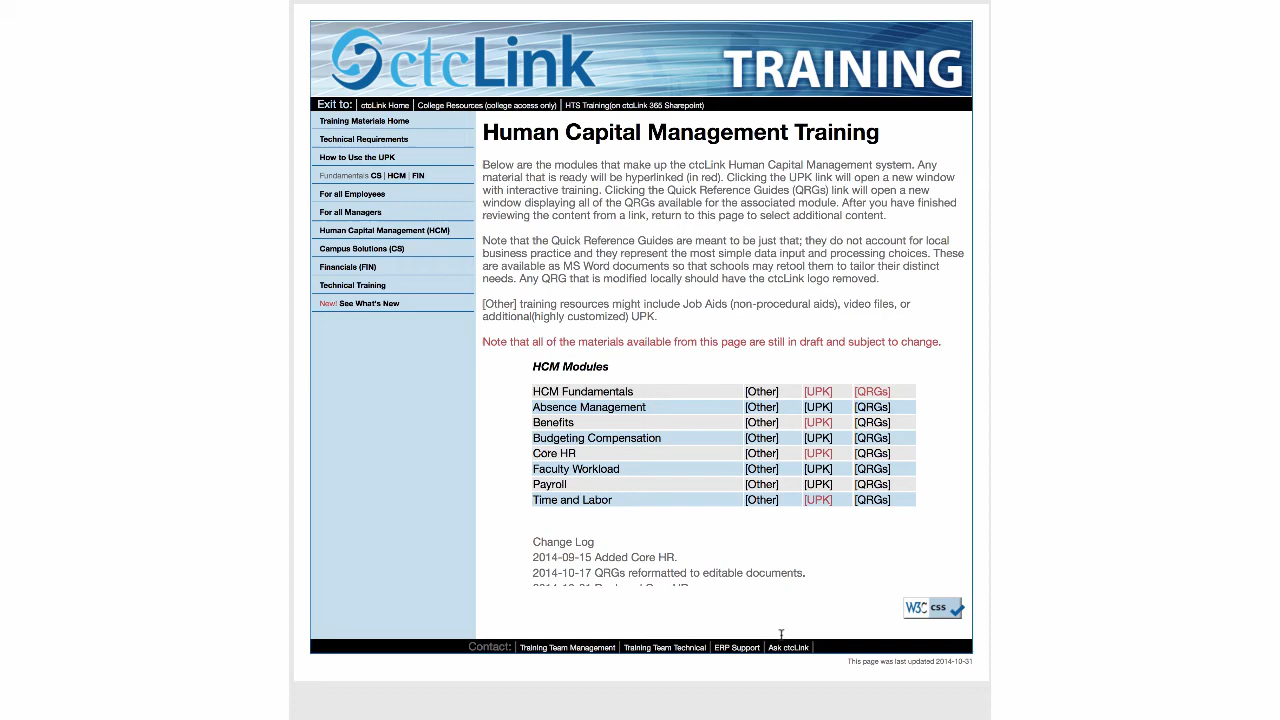 ctcLink TRAINING
Exit to: | ctcLink Home | College Resources (college access only) | HTS Training(on ctcLink 365 Sharepoint)
Training Materials Home
Technical Requirements
How to Use the UPK
Fundamentals CS | HCM | FIN
For all Employees
For all Managers
Human Capital Management (HCM)
Campus Solutions (CS)
Financials (FIN)
Technical Training
New! See What's New
Human Capital Management Training
Below are the modules that make up the ctcLink Human Capital Management system. Any
material that is ready will be hyperlinked (in red). Clicking the UPK link will open a new window
with interactive training. Clicking the Quick Reference Guides (QRGs) link will open a new
window displaying all of the QRGs available for the associated module. After you have finished
reviewing the content from a link, return to this page to select additional content.
Note that the Quick Reference Guides are meant to be just that; they do not account for local
business practice and they represent the most simple data input and processing choices. These
are available as MS Word documents so that schools may retool them to tailor their distinct
needs. Any QRG that is modified locally should have the ctcLink logo removed.
[Other] training resources might include Job Aids (non-procedural aids), video files, or
additional(highly customized) UPK.
Note that all of the materials available from this page are still in draft and subject to change.
HCM Modules
HCM Fundamentals [Other] [UPK] [QRGs]
Absence Management [Other] [UPK] [QRGs]
Benefits [Other] [UPK] [QRGs]
Budgeting Compensation [Other] [UPK] [QRGs]
Core HR [Other] [UPK] [QRGs]
Faculty Workload [Other] [UPK] [QRGs]
Payroll [Other] [UPK] [QRGs]
Time and Labor [Other] [UPK] [QRGs]
Change Log
2014-09-15 Added Core HR.
2014-10-17 QRGs reformatted to editable documents.
W3C css
Contact: | Training Team Management | Training Team Technical | ERP Support | Ask ctcLink |
This page was last updated 2014-10-31